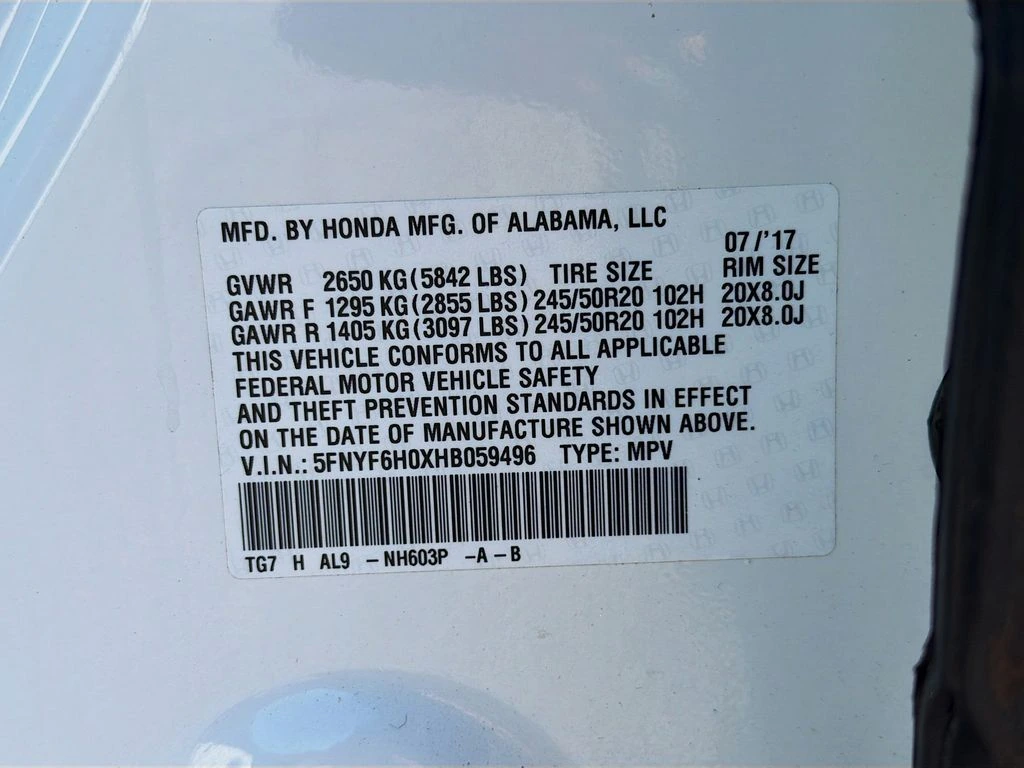 MFD. BY HONDA MFG. OF ALABAMA, LLC
07/'17
GVWR 2650 KG (5842 LBS) TIRE SIZE RIM SIZE
GAWR F 1295 KG (2855 LBS) 245/50R20 102H 20X8.0J
GAWR R 1405 KG (3097 LBS) 245/50R20 102H 20X8.0J
THIS VEHICLE CONFORMS TO ALL APPLICABLE
FEDERAL MOTOR VEHICLE SAFETY
AND THEFT PREVENTION STANDARDS IN EFFECT
ON THE DATE OF MANUFACTURE SHOWN ABOVE.
V.I.N.: 5FNYF6H0XHB059496 TYPE: MPV
TG7 H AL9 –NH603P –A–B